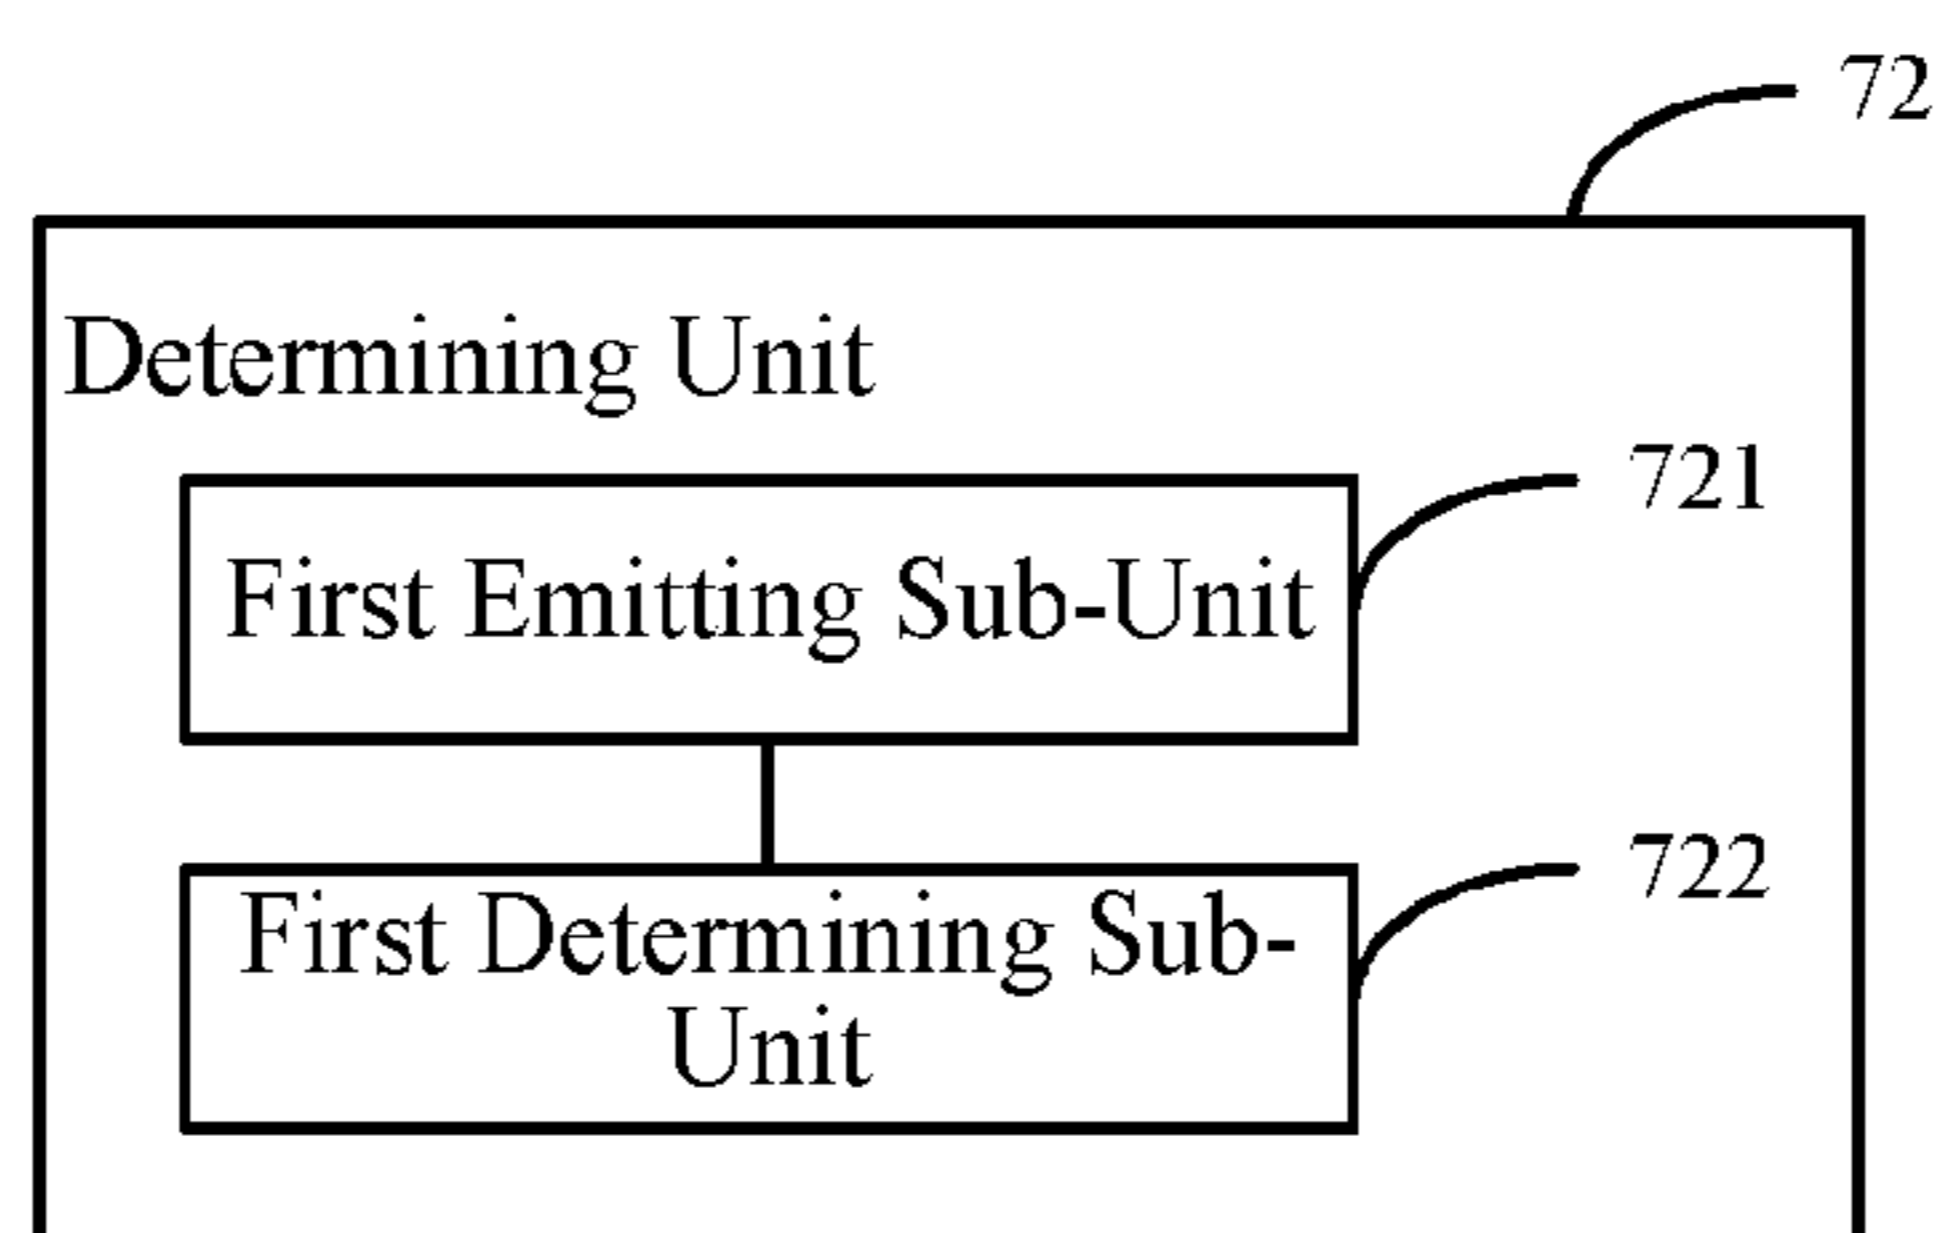 72
Determining Unit
721
First Emitting Sub-Unit
722
First Determining Sub-
Unit